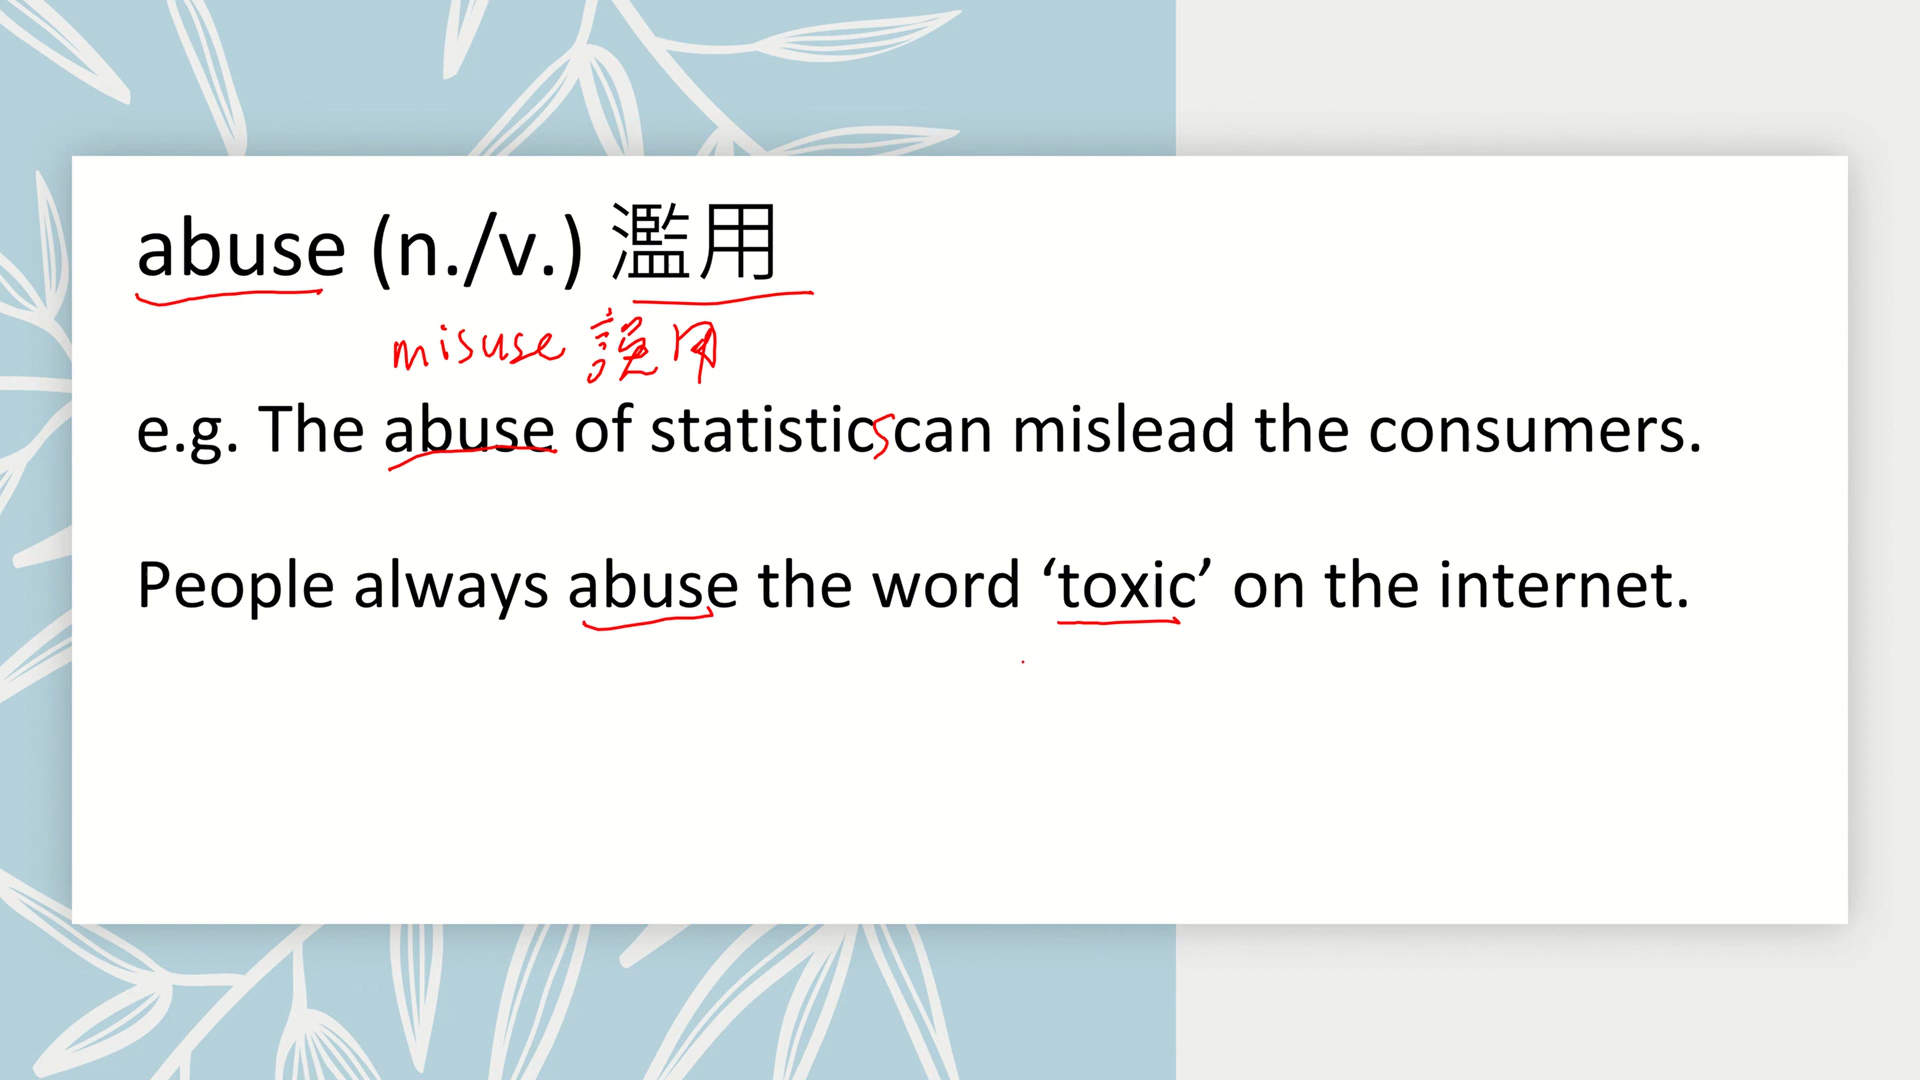 abuse (n./v.) 濫用
misuse 誤用
e.g. The abuse of statistics can mislead the consumers.
People always abuse the word ‘toxic’ on the internet.